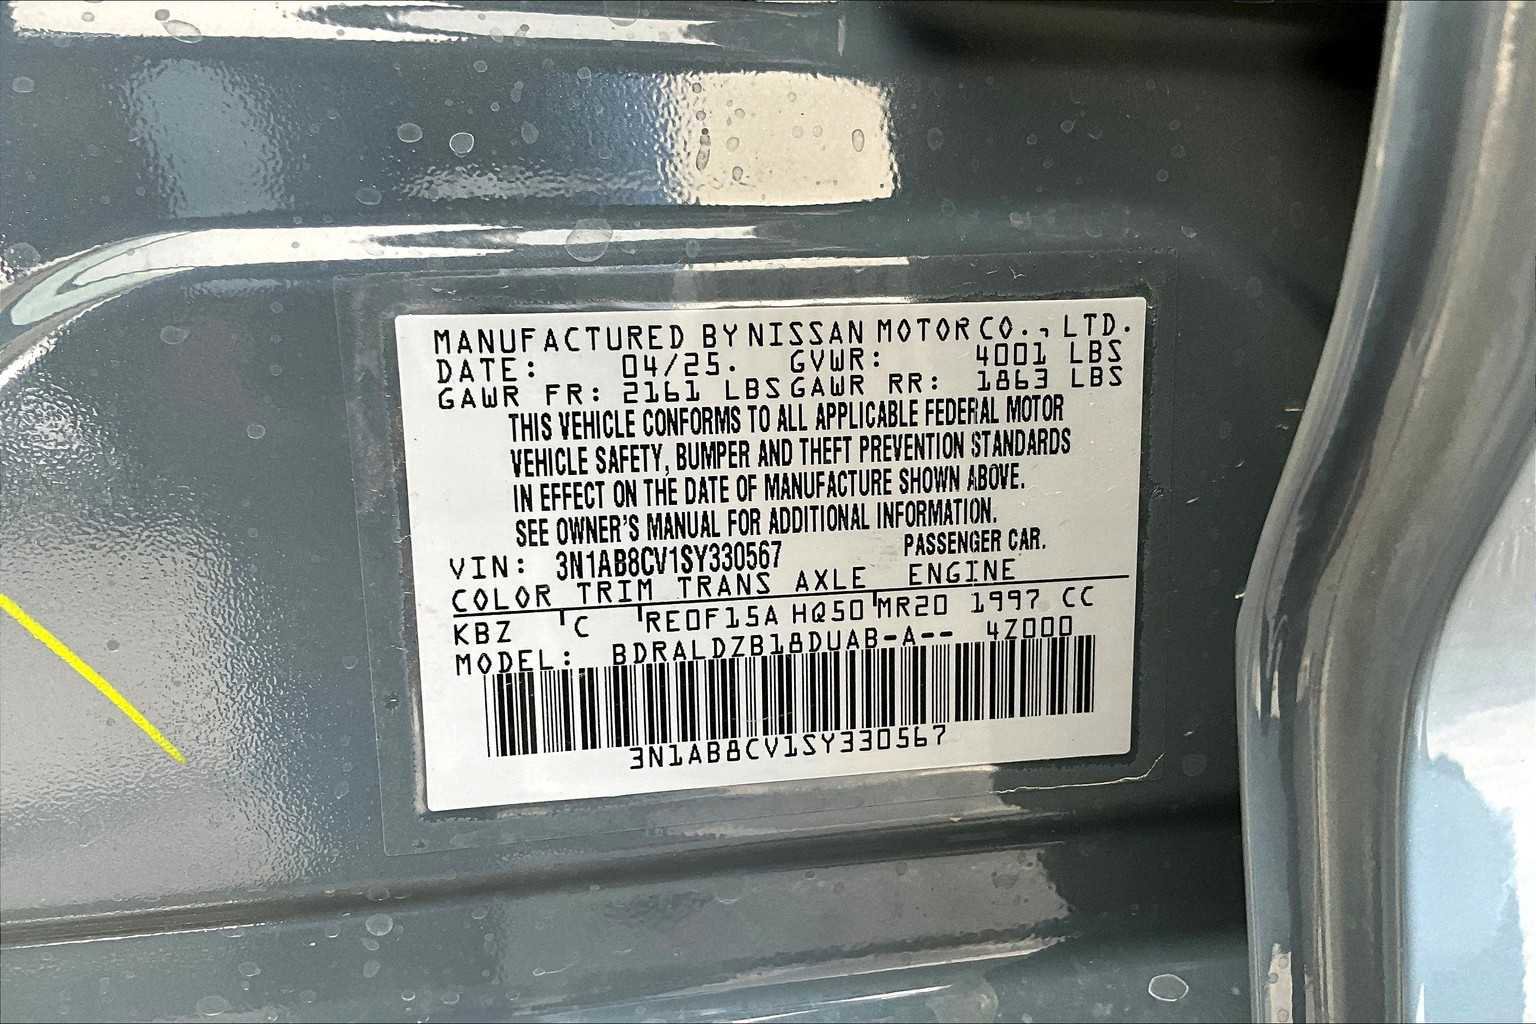 MANUFACTURED BY NISSAN MOTOR CO., LTD.
DATE: 04/25. GVWR: 4001 LBS
GAWR FR: 2161 LBS GAWR RR: 1863 LBS
THIS VEHICLE CONFORMS TO ALL APPLICABLE FEDERAL MOTOR
VEHICLE SAFETY, BUMPER AND THEFT PREVENTION STANDARDS
IN EFFECT ON THE DATE OF MANUFACTURE SHOWN ABOVE.
SEE OWNER'S MANUAL FOR ADDITIONAL INFORMATION.
VIN: 3N1AB8CV1SY330567 PASSENGER CAR.
COLOR TRIM TRANS AXLE ENGINE
KBZ C RE0F15A HQ50 MR20 1997 CC
MODEL: BDRALDZB18DUAB-A-- 4Z000
3N1AB8CV1SY330567